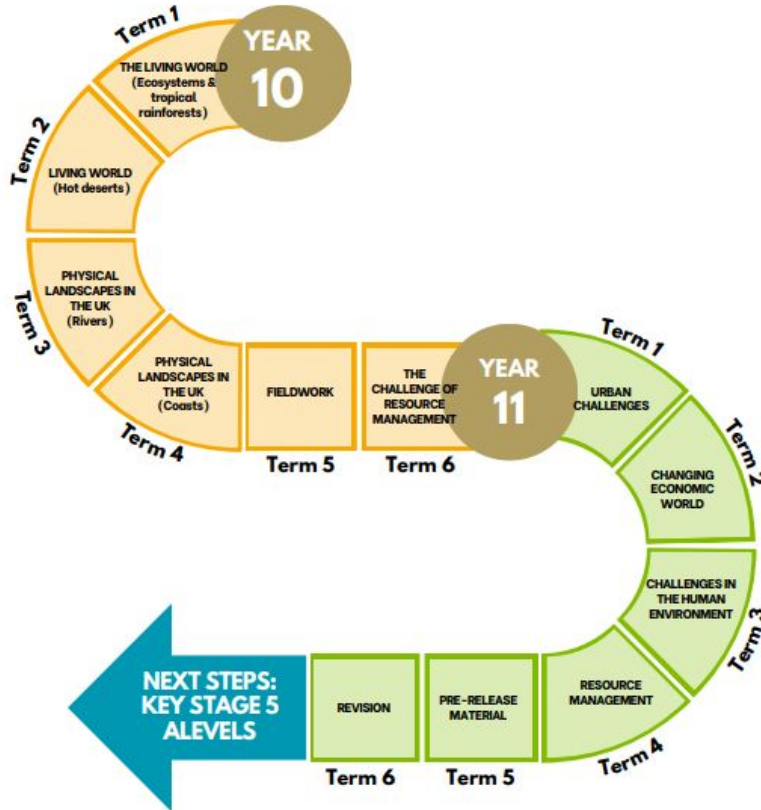 Term 1
YEAR
10
THE LIVING WORLD
(Ecosystems &
tropical
rainforests)
Term 2
LIVING WORLD
(Hot deserts)
Term 3
PHYSICAL
LANDSCAPES IN
THE UK
(Rivers)
Term 4
PHYSICAL
LANDSCAPES IN
THE UK
(Coasts)
FIELDWORK
Term 5
THE
CHALLENGE OF
RESOURCE
MANAGEMENT
Term 6
YEAR
11
Term 1
URBAN
CHALLENGES
Term 2
CHANGING
ECONOMIC
WORLD
Term 3
CHALLENGES IN
THE HUMAN
ENVIRONMENT
Term 4
RESOURCE
MANAGEMENT
PRE-RELEASE
MATERIAL
Term 5
REVISION
Term 6
NEXT STEPS:
KEY STAGE 5
ALEVELS